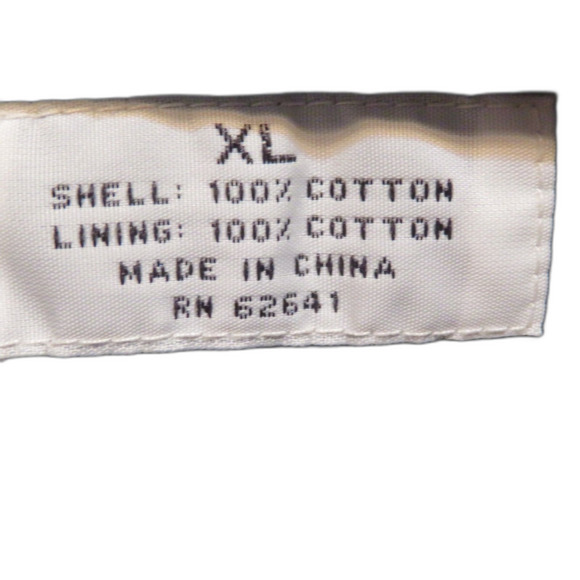 XL
SHELL: 100% COTTON
LINING: 100% COTTON
MADE IN CHINA
RN 62641